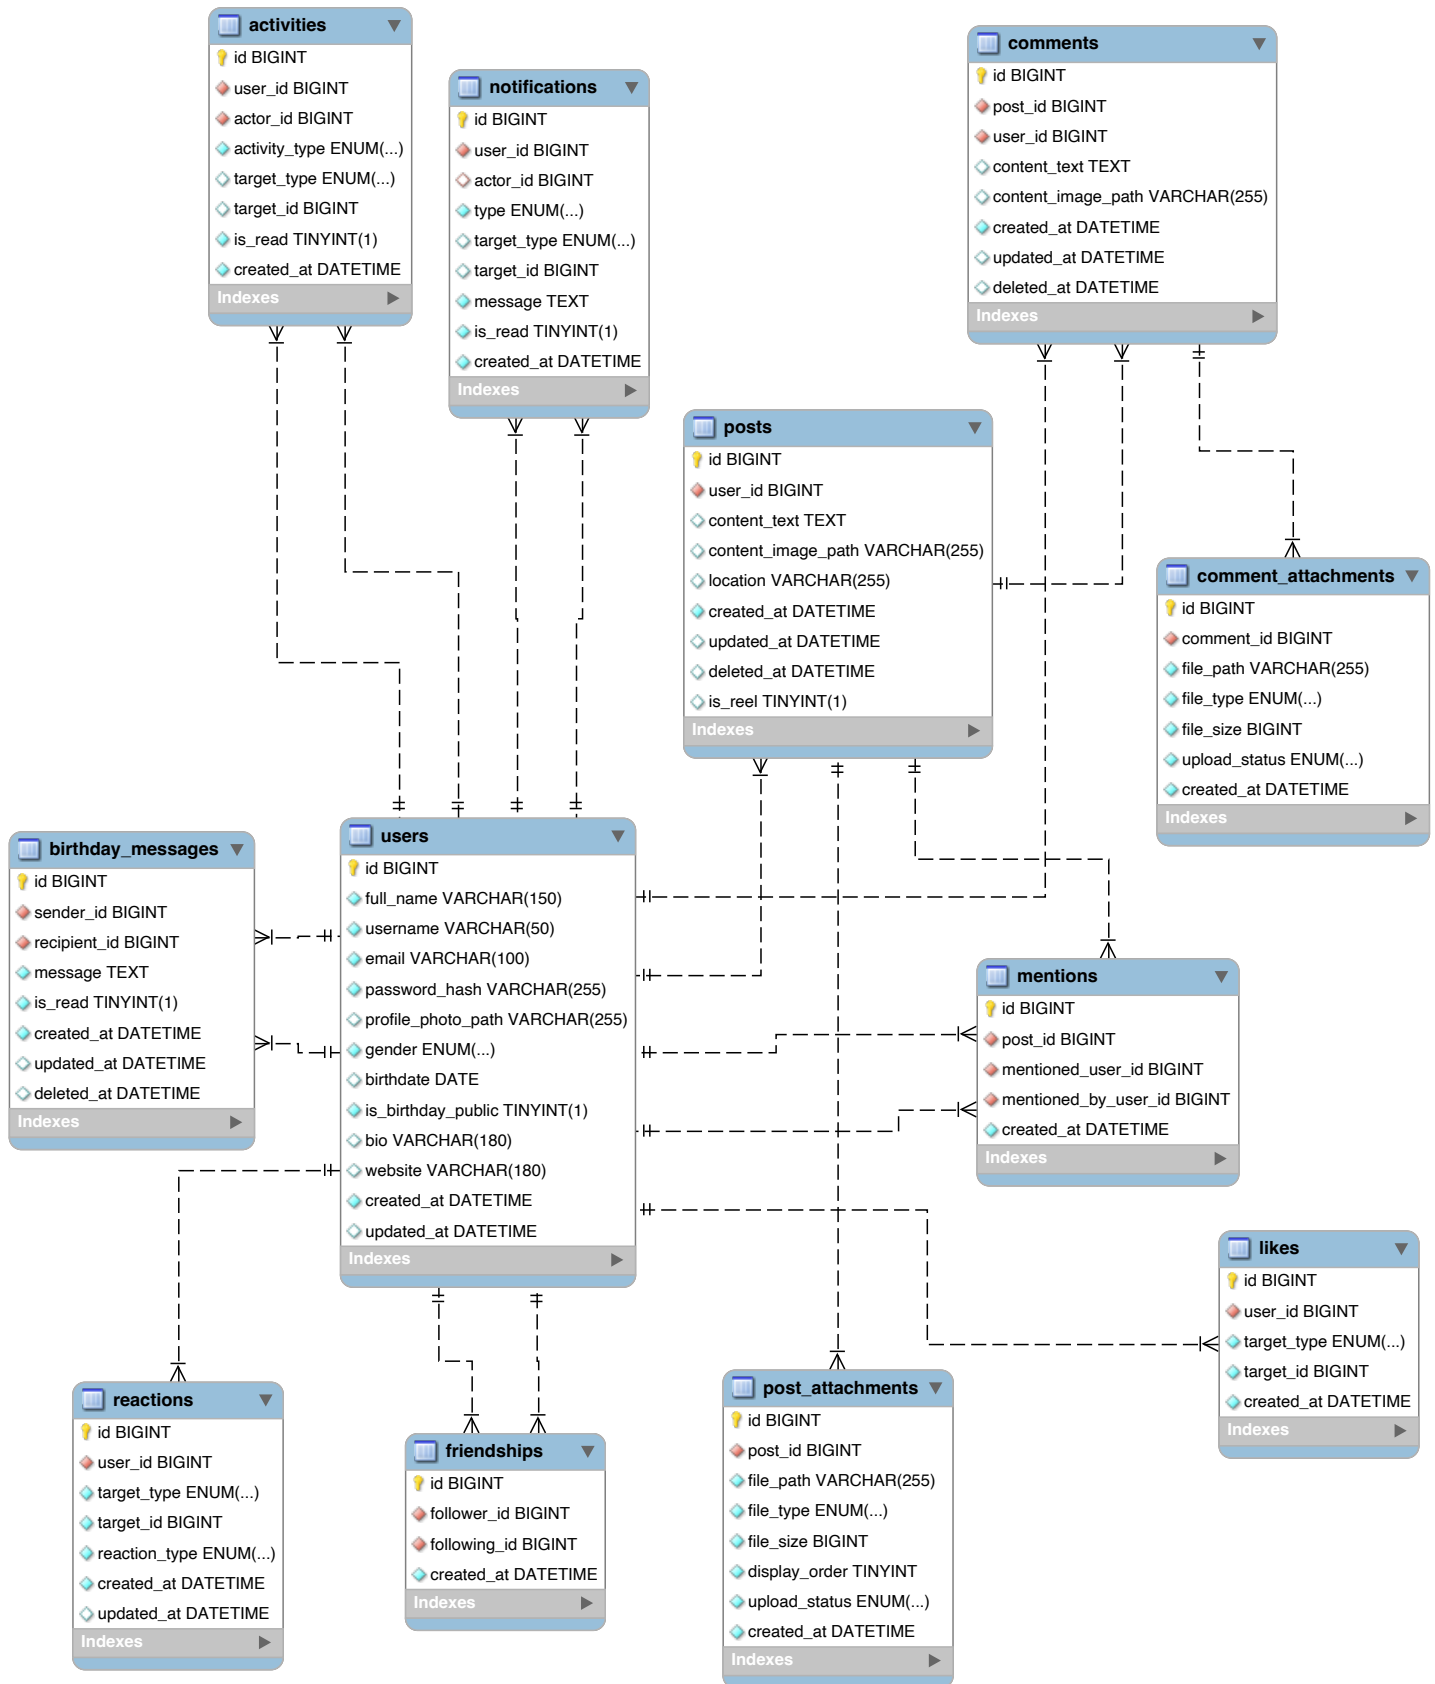 activities
id BIGINT
user_id BIGINT
actor_id BIGINT
activity_type ENUM(...)
target_type ENUM(...)
target_id BIGINT
is_read TINYINT(1)
created_at DATETIME
Indexes
notifications
id BIGINT
user_id BIGINT
actor_id BIGINT
type ENUM(...)
target_type ENUM(...)
target_id BIGINT
message TEXT
is_read TINYINT(1)
created_at DATETIME
Indexes
comments
id BIGINT
post_id BIGINT
user_id BIGINT
content_text TEXT
content_image_path VARCHAR(255)
created_at DATETIME
updated_at DATETIME
deleted_at DATETIME
Indexes
posts
id BIGINT
user_id BIGINT
content_text TEXT
content_image_path VARCHAR(255)
location VARCHAR(255)
created_at DATETIME
updated_at DATETIME
deleted_at DATETIME
is_reel TINYINT(1)
Indexes
comment_attachments
id BIGINT
comment_id BIGINT
file_path VARCHAR(255)
file_type ENUM(...)
file_size BIGINT
upload_status ENUM(...)
created_at DATETIME
Indexes
birthday_messages
id BIGINT
sender_id BIGINT
recipient_id BIGINT
message TEXT
is_read TINYINT(1)
created_at DATETIME
updated_at DATETIME
deleted_at DATETIME
Indexes
users
id BIGINT
full_name VARCHAR(150)
username VARCHAR(50)
email VARCHAR(100)
password_hash VARCHAR(255)
profile_photo_path VARCHAR(255)
gender ENUM(...)
birthdate DATE
is_birthday_public TINYINT(1)
bio VARCHAR(180)
website VARCHAR(180)
created_at DATETIME
updated_at DATETIME
Indexes
mentions
id BIGINT
post_id BIGINT
mentioned_user_id BIGINT
mentioned_by_user_id BIGINT
created_at DATETIME
Indexes
likes
id BIGINT
user_id BIGINT
target_type ENUM(...)
target_id BIGINT
created_at DATETIME
Indexes
reactions
id BIGINT
user_id BIGINT
target_type ENUM(...)
target_id BIGINT
reaction_type ENUM(...)
created_at DATETIME
updated_at DATETIME
Indexes
friendships
id BIGINT
follower_id BIGINT
following_id BIGINT
created_at DATETIME
Indexes
post_attachments
id BIGINT
post_id BIGINT
file_path VARCHAR(255)
file_type ENUM(...)
file_size BIGINT
display_order TINYINT
upload_status ENUM(...)
created_at DATETIME
Indexes